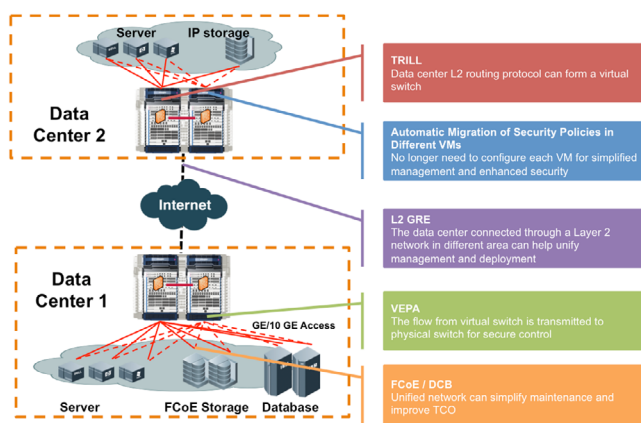 Server
IP storage
Data
Center 2
Internet
Data
Center 1
GE/10 GE Access
Server
FCoE Storage
Database
TRILL
Data center L2 routing protocol can form a virtual
switch
Automatic Migration of Security Policies in
Different VMs
No longer need to configure each VM for simplified
management and enhanced security
L2 GRE
The data center connected through a Layer 2
network in different area can help unify
management and deployment
VEPA
The flow from virtual switch is transmitted to
physical switch for secure control
FCoE / DCB
Unified network can simplify maintenance and
improve TCO